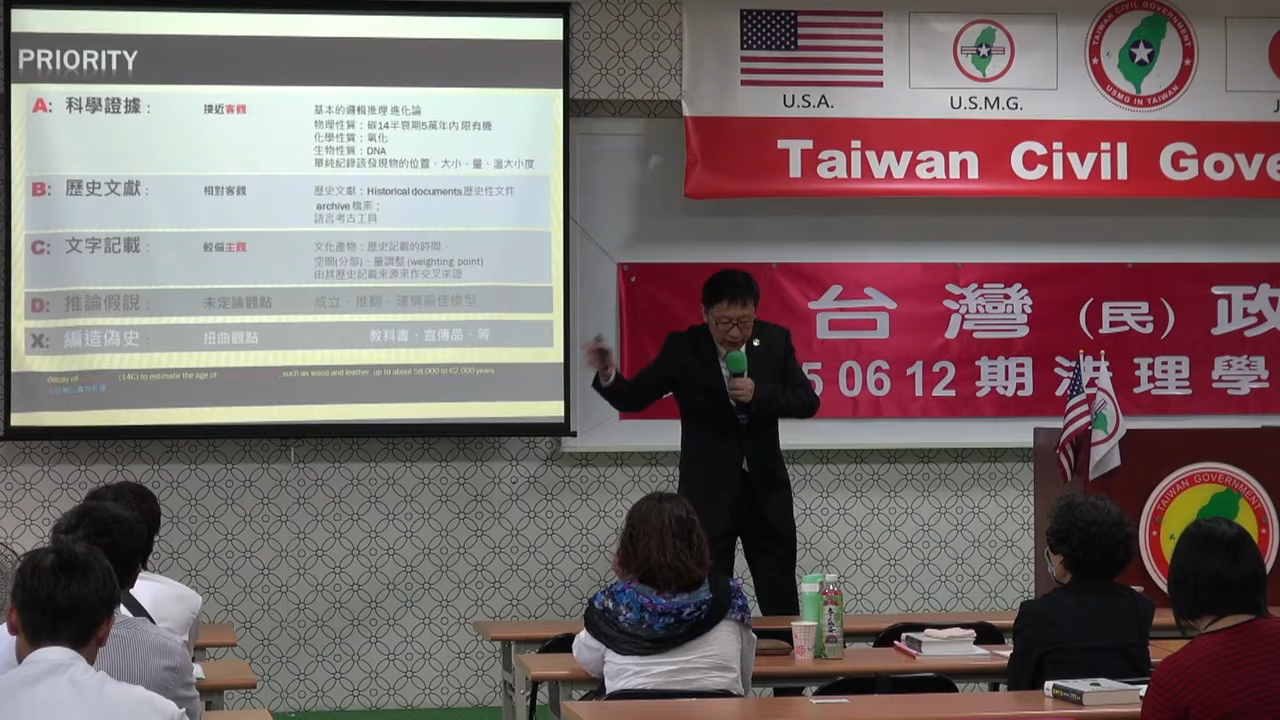 PRIORITY
A: 科學證據: 接近客觀 基本的邏輯推理 進化論
物理性質:碳14半衰期5萬年內 限有機
化學性質:氧化
生物性質:DNA
單純紀錄該發現物的位置、大小、量、溫大小度
B: 歷史文獻: 相對客觀 歷史文獻:Historical documents 歷史性文件
archive 檔案;
語言考古工具
C: 文字記載: 較偏主觀 文化產物:歷史記載的時間、
空間(分部)、量調整 (weighting point)
由其歷史記載來源來作交叉求證
D: 推論假說: 未定論觀點 成立、推翻、建構最佳模型
X: 編造偽史: 扭曲觀點 教科書、宣傳品、等
decay of (14C) to estimate the age of , such as wood and leather, up to about 58,000 to 62,000 years
U.S.A.
U.S.M.G.
TAIWAN CIVIL GOVERNMENT
USMG IN TAIWAN
J
Taiwan Civil Gove
台灣(民)政
5 06 12 期法理學
TAIWAN GOVERNMENT